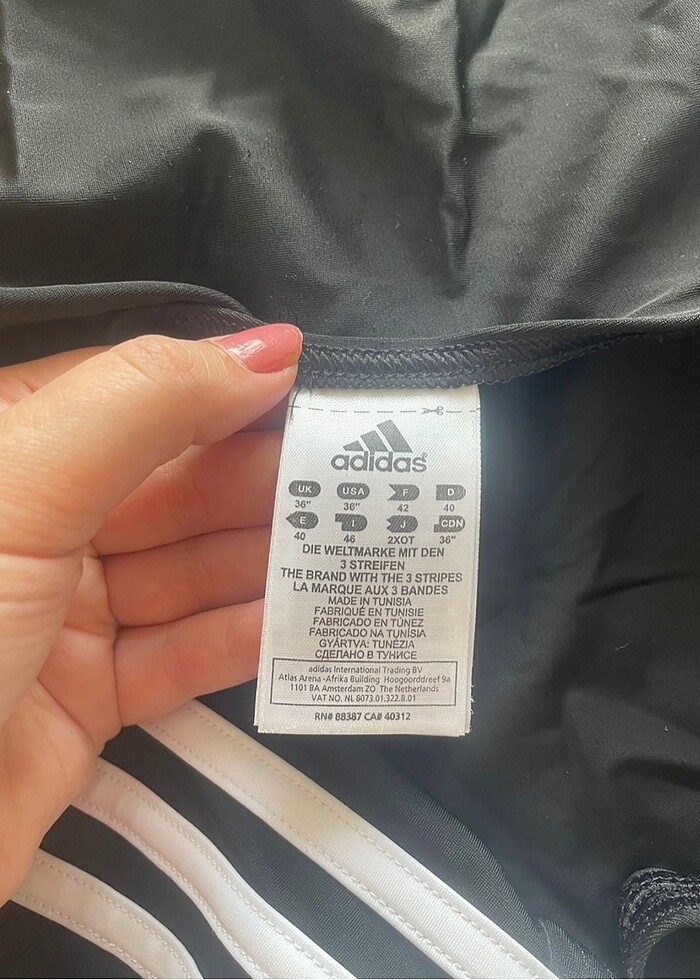 adidas®
UK USA F D
36" 36" 42 40
E I J CDN
40 46 2XOT 36"
DIE WELTMARKE MIT DEN
3 STREIFEN
THE BRAND WITH THE 3 STRIPES
LA MARQUE AUX 3 BANDES
MADE IN TUNISIA
FABRIQUÉ EN TUNISIE
FABRICADO EN TÚNEZ
FABRICADO NA TUNÍSIA
GYÁRTVA: TUNÉZIA
СДЕЛАНО В ТУНИСЕ
adidas International Trading BV
Atlas Arena -Afrika Building Hoogoorddreef 9a
1101 BA Amsterdam ZO The Netherlands
VAT NO. NL 8073.01.322.B.01
RN# 88387 CA# 40312